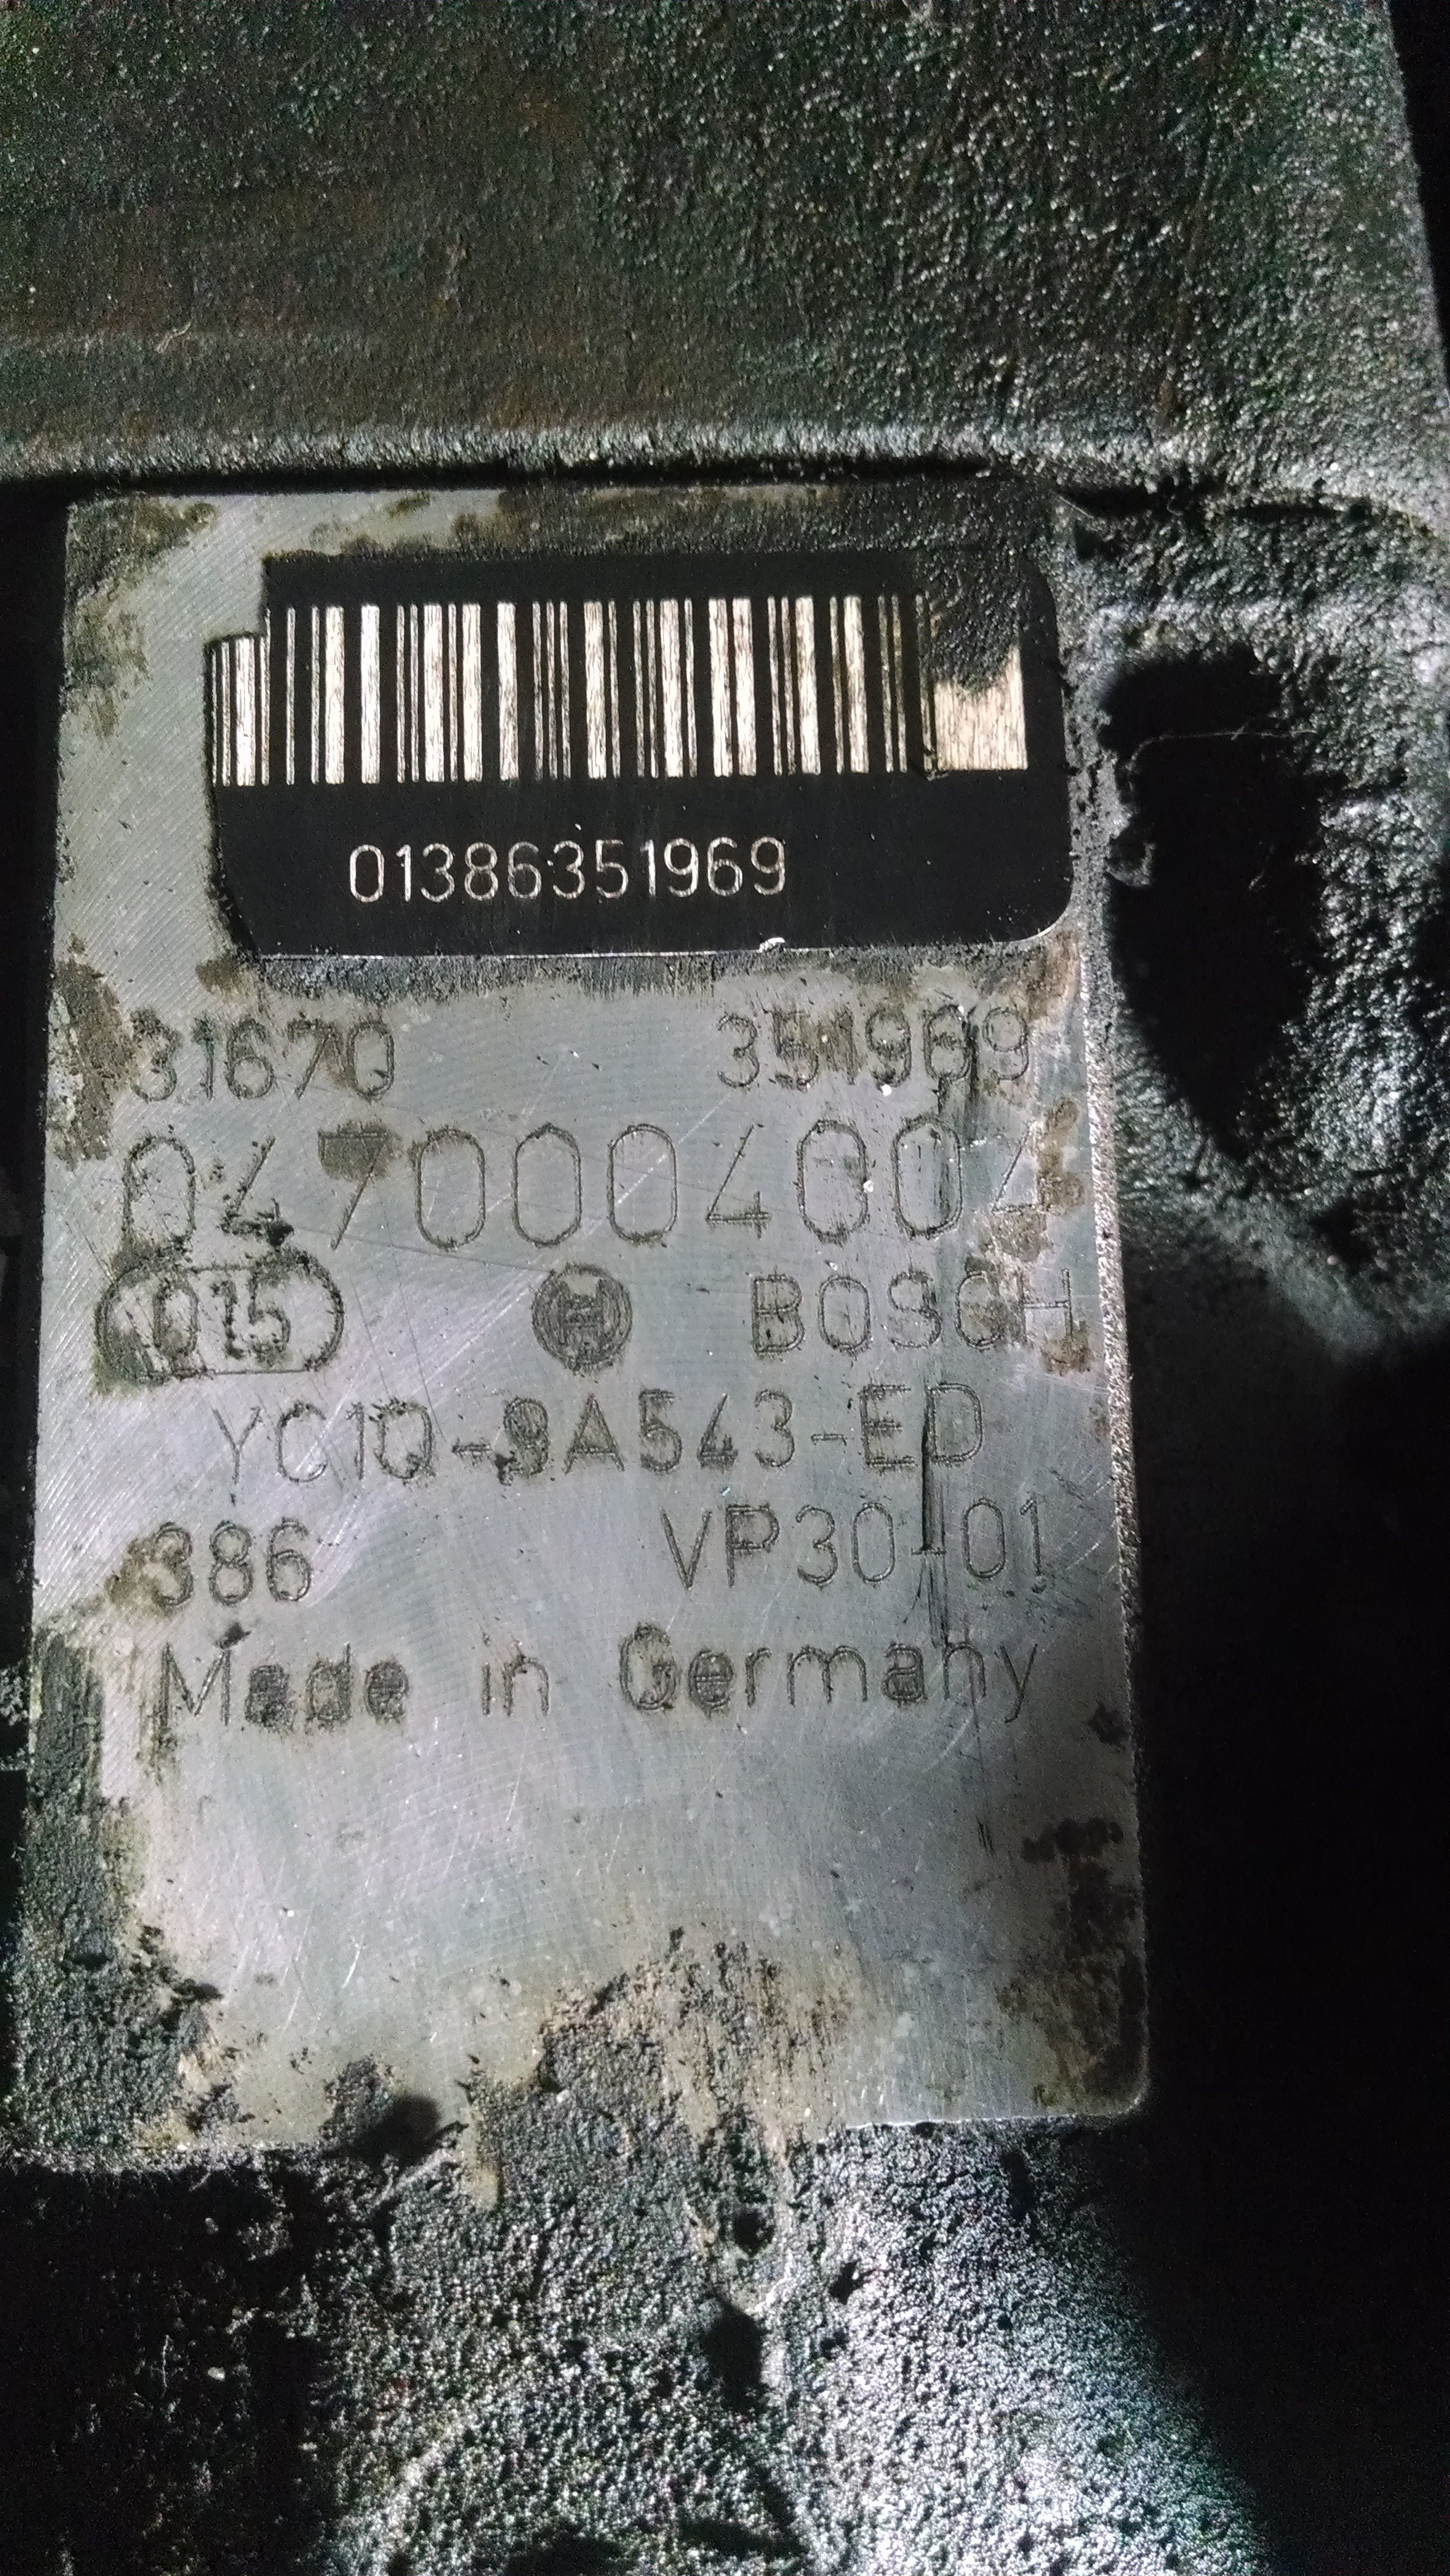 01386351969
31670 351969
0470004004
015 BOSCH
YC1Q-9A543-ED
386 VP30-01
Made in Germany